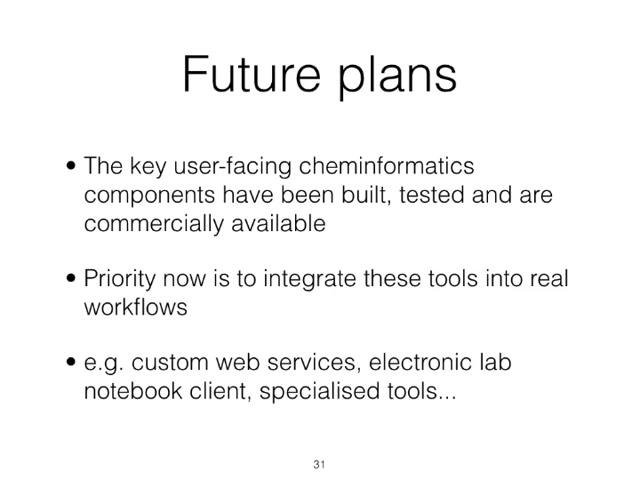 Future plans
• The key user-facing cheminformatics
components have been built, tested and are
commercially available
• Priority now is to integrate these tools into real
workflows
• e.g. custom web services, electronic lab
notebook client, specialised tools...
31